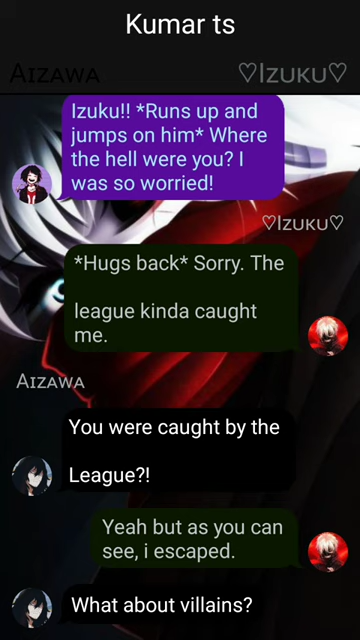 Kumar ts
Aizawa ♡Izuku♡
Izuku!! *Runs up and
jumps on him* Where
the hell were you? I
was so worried!
♡Izuku♡
*Hugs back* Sorry. The
league kinda caught
me.
Aizawa
You were caught by the
League?!
Yeah but as you can
see, i escaped.
What about villains?